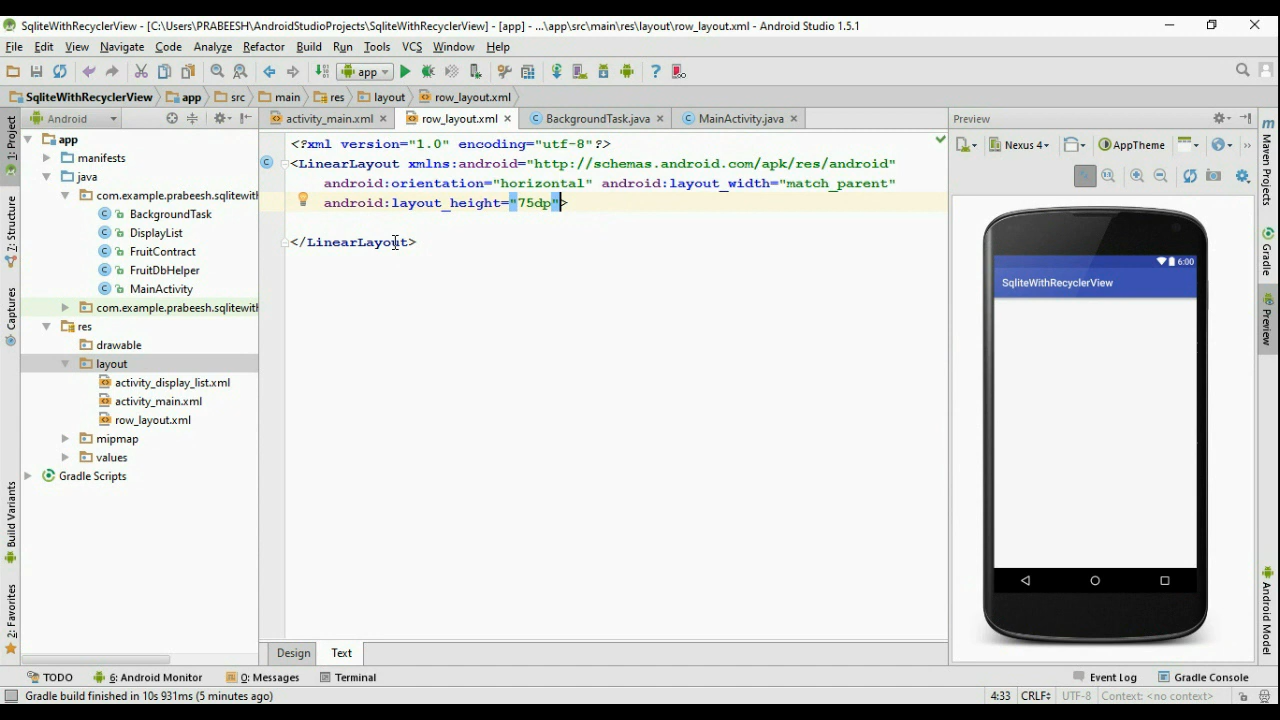 SqliteWithRecyclerView - [C:\Users\PRABEESH\AndroidStudioProjects\SqliteWithRecyclerView] - [app] - ...\app\src\main\res\layout\row_layout.xml - Android Studio 1.5.1
File Edit View Navigate Code Analyze Refactor Build Run Tools VCS Window Help
app
SqliteWithRecyclerView app src main res layout row_layout.xml
Android activity_main.xml row_layout.xml BackgroundTask.java MainActivity.java Preview
1: Project
Z: Structure
Captures
Build Variants
2: Favorites
app
manifests
java
com.example.prabeesh.sqlitewith
BackgroundTask
DisplayList
FruitContract
FruitDbHelper
MainActivity
com.example.prabeesh.sqlitewith
res
drawable
layout
activity_display_list.xml
activity_main.xml
row_layout.xml
mipmap
values
Gradle Scripts
<?xml version="1.0" encoding="utf-8"?>
<LinearLayout xmlns:android="http://schemas.android.com/apk/res/android"
android:orientation="horizontal" android:layout_width="match_parent"
android:layout_height="75dp">
</LinearLayout>
Design Text
Nexus 4 AppTheme
6:00
SqliteWithRecyclerView
Maven Projects
Gradle
Preview
Android Model
TODO 6: Android Monitor 0: Messages Terminal Event Log Gradle Console
Gradle build finished in 10s 931ms (5 minutes ago) 4:33 CRLF UTF-8 Context: <no context>